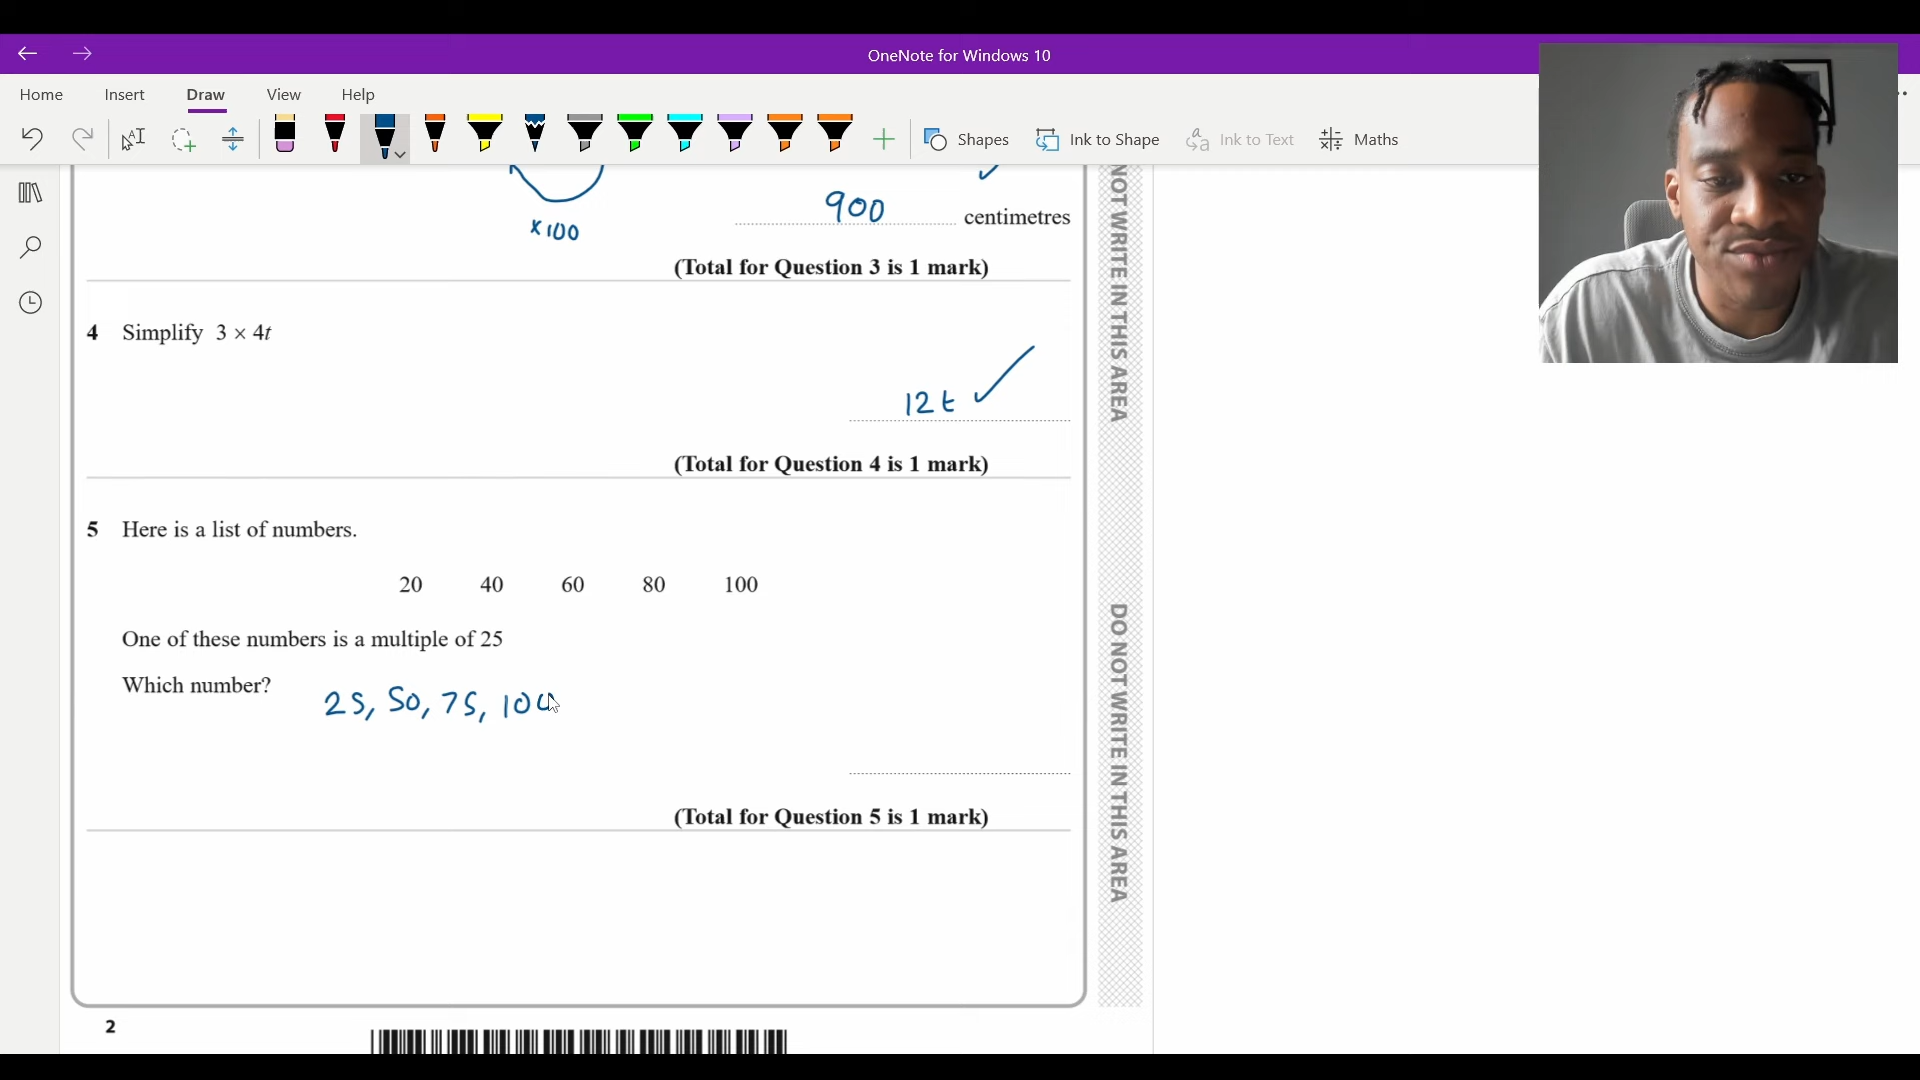 OneNote for Windows 10
Home Insert Draw View Help
Shapes Ink to Shape Ink to Text Maths
900 centimetres
× 100
(Total for Question 3 is 1 mark)
4 Simplify 3 × 4t
12t
(Total for Question 4 is 1 mark)
5 Here is a list of numbers.
20 40 60 80 100
One of these numbers is a multiple of 25
Which number?
25, 50, 75, 100
(Total for Question 5 is 1 mark)
2
NOT WRITE IN THIS AREA
DO NOT WRITE IN THIS AREA